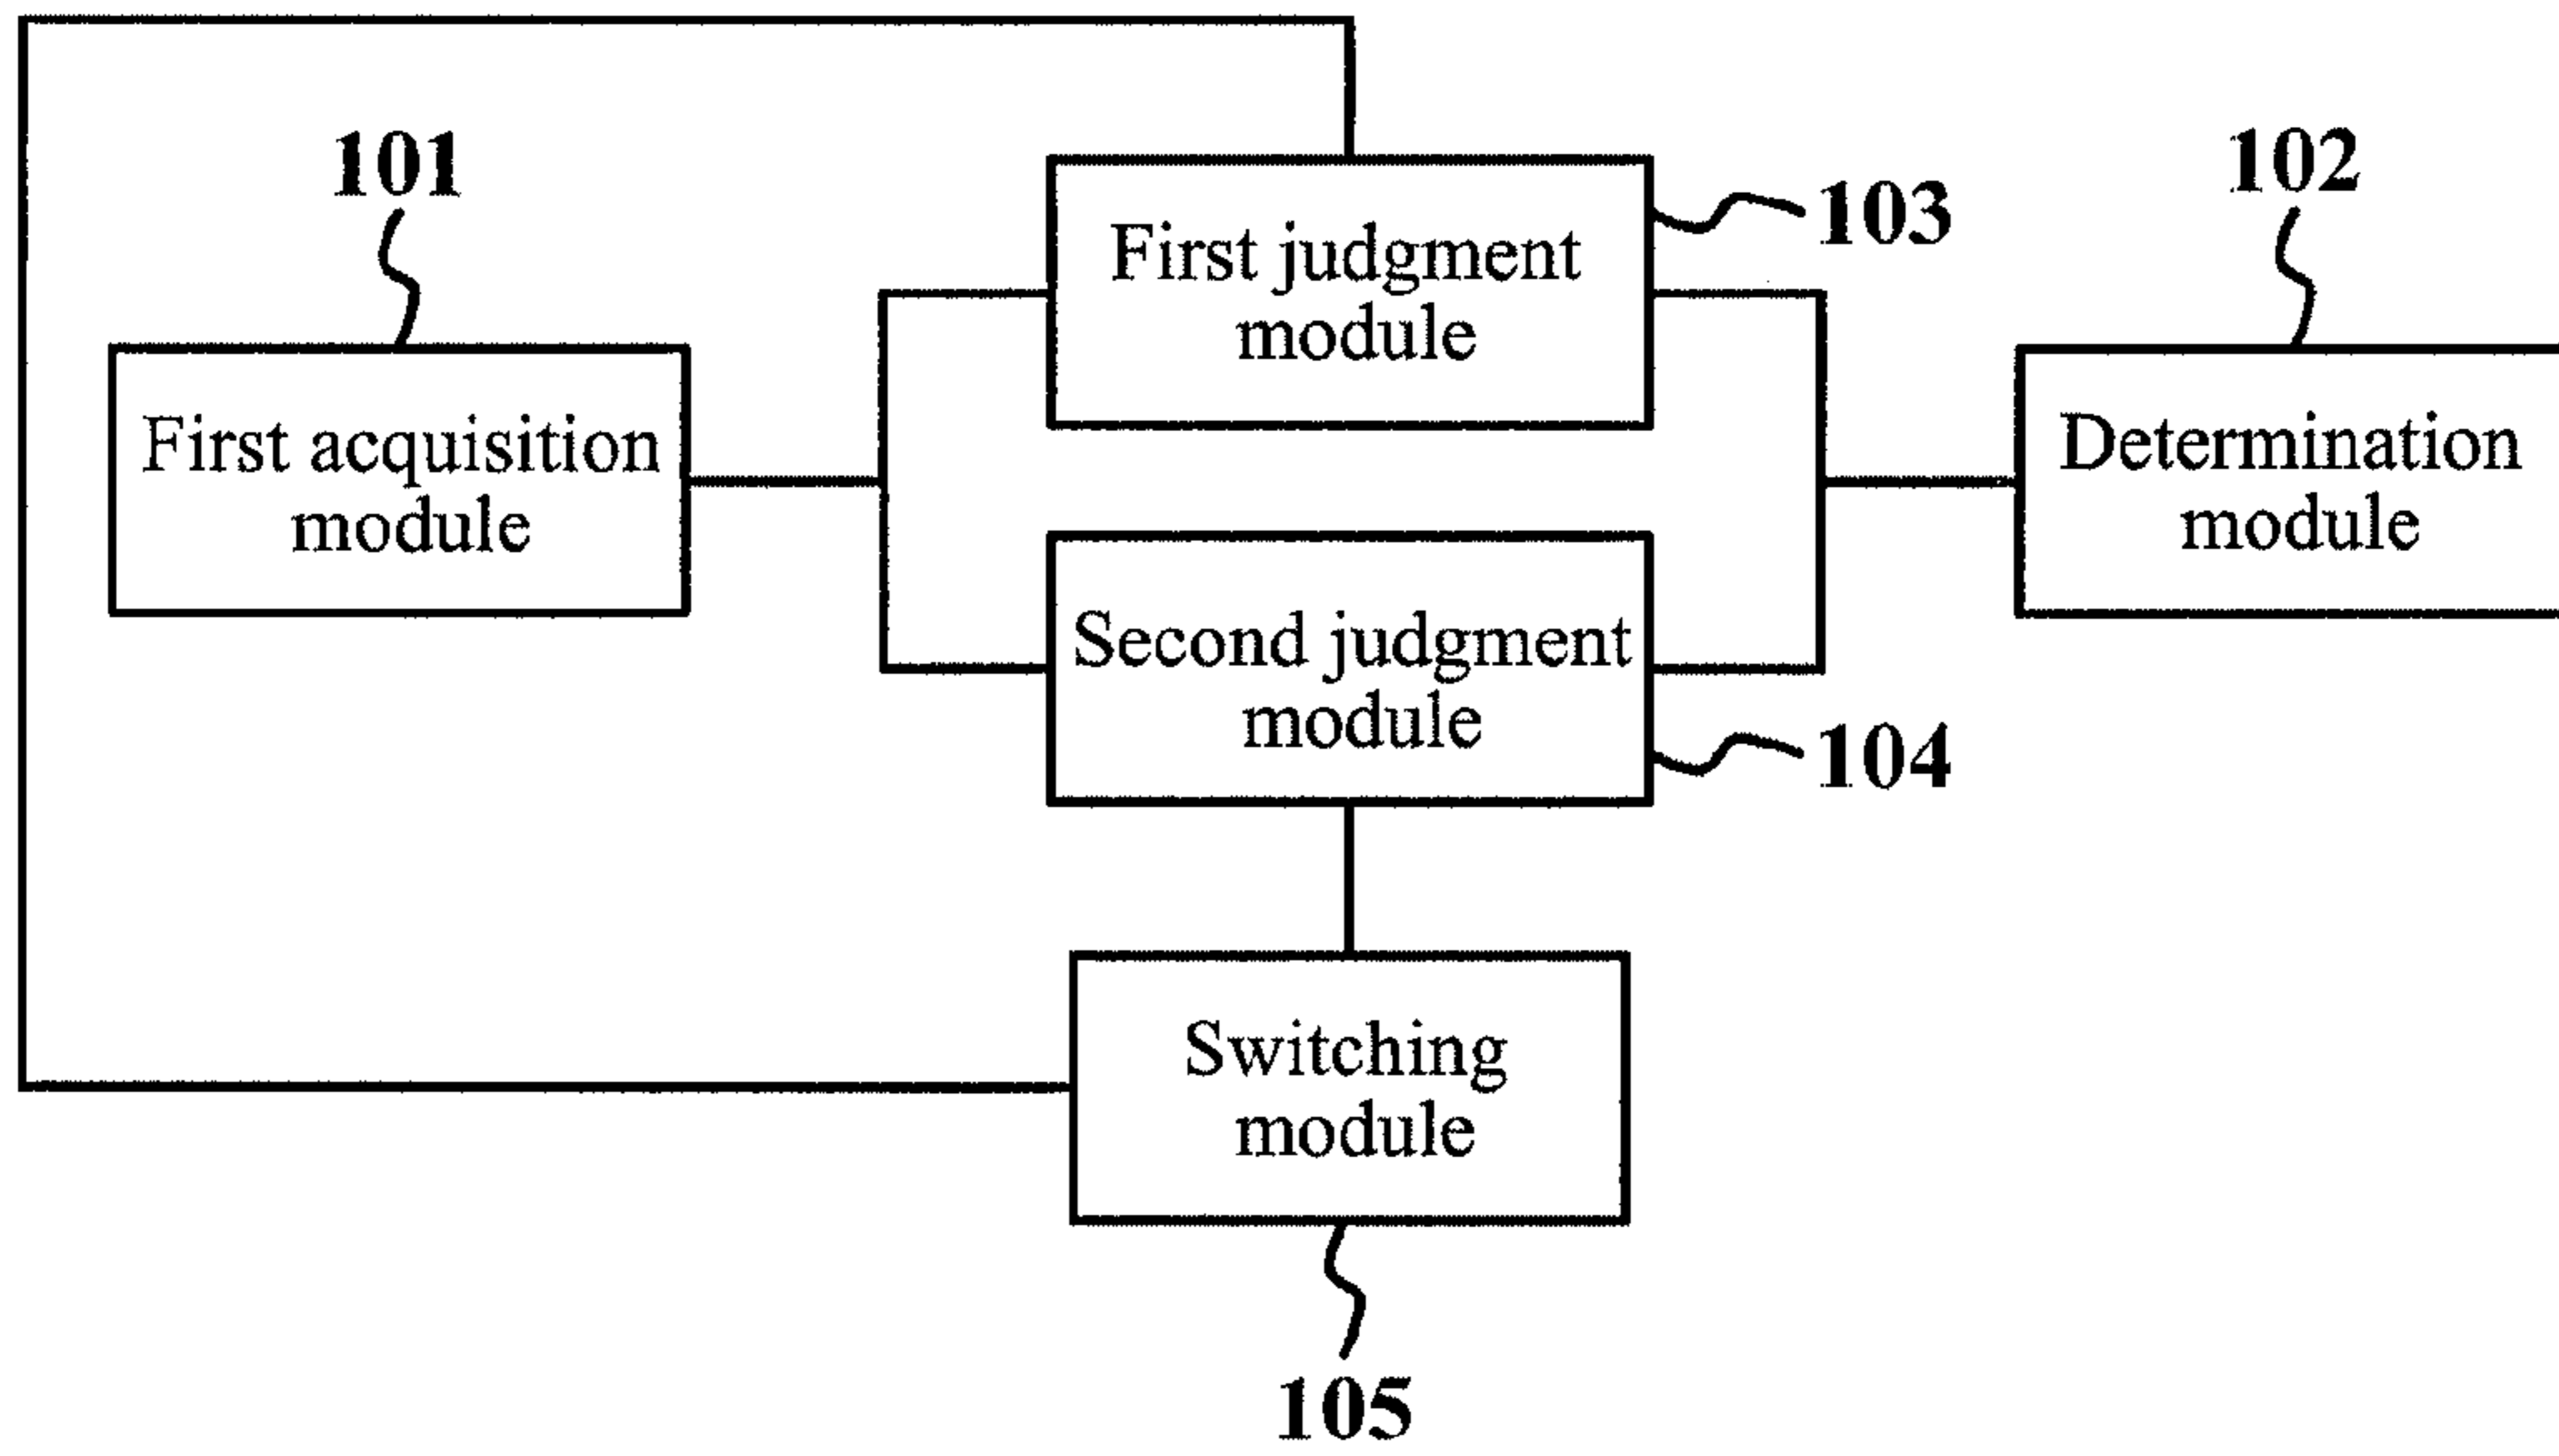 101
First acquisition
module
First judgment
module
103
Second judgment
module
104
102
Determination
module
Switching
module
105